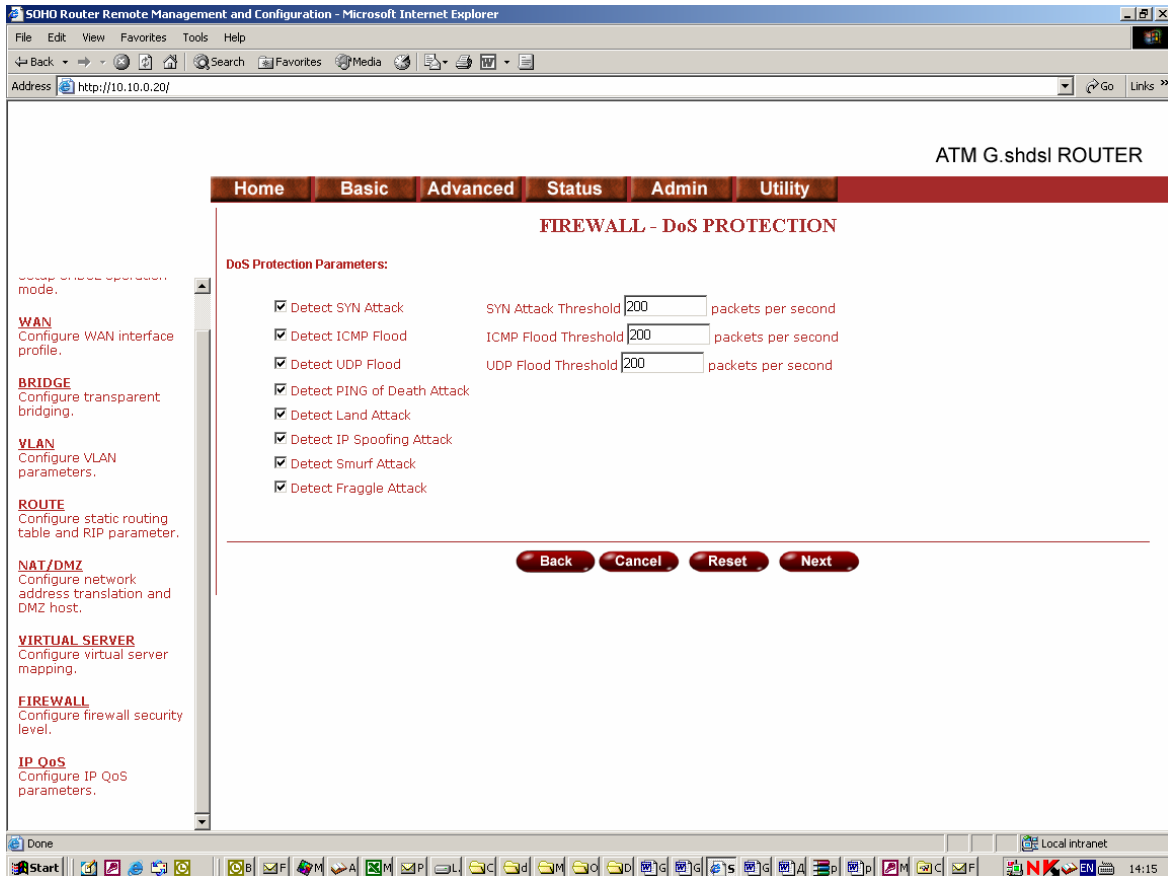 SOHO Router Remote Management and Configuration - Microsoft Internet Explorer
File Edit View Favorites Tools Help
Back Search Favorites Media
Address http://10.10.0.20/ Go Links »
ATM G.shdsl ROUTER
Home Basic Advanced Status Admin Utility
FIREWALL - DoS PROTECTION
DoS Protection Parameters:
Detect SYN Attack SYN Attack Threshold 200 packets per second
Detect ICMP Flood ICMP Flood Threshold 200 packets per second
Detect UDP Flood UDP Flood Threshold 200 packets per second
Detect PING of Death Attack
Detect Land Attack
Detect IP Spoofing Attack
Detect Smurf Attack
Detect Fraggle Attack
Back Cancel Reset Next
mode.
WAN
Configure WAN interface
profile.
BRIDGE
Configure transparent
bridging.
VLAN
Configure VLAN
parameters.
ROUTE
Configure static routing
table and RIP parameter.
NAT/DMZ
Configure network
address translation and
DMZ host.
VIRTUAL SERVER
Configure virtual server
mapping.
FIREWALL
Configure firewall security
level.
IP QoS
Configure IP QoS
parameters.
Done Local intranet
Start B F M A M P L C d M O D G G S G Д p p M C F EN 14:15